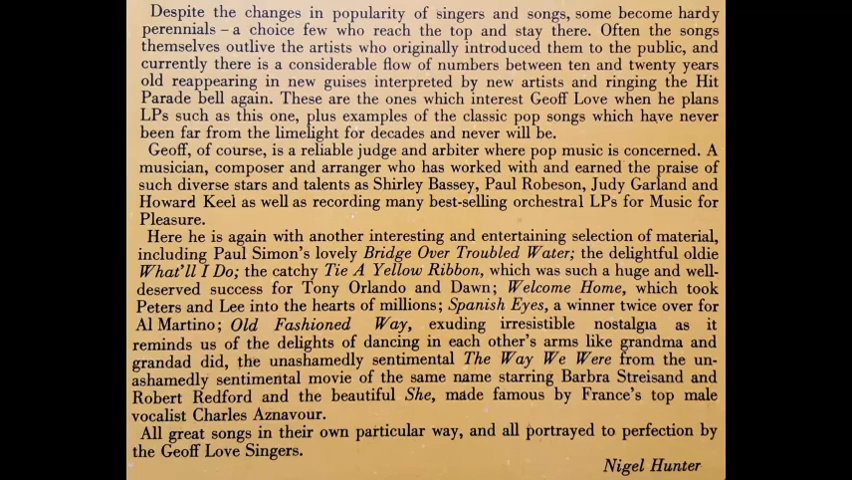 Despite the changes in popularity of singers and songs, some become hardy
perennials – a choice few who reach the top and stay there. Often the songs
themselves outlive the artists who originally introduced them to the public, and
currently there is a considerable flow of numbers between ten and twenty years
old reappearing in new guises interpreted by new artists and ringing the Hit
Parade bell again. These are the ones which interest Geoff Love when he plans
LPs such as this one, plus examples of the classic pop songs which have never
been far from the limelight for decades and never will be.
Geoff, of course, is a reliable judge and arbiter where pop music is concerned. A
musician, composer and arranger who has worked with and earned the praise of
such diverse stars and talents as Shirley Bassey, Paul Robeson, Judy Garland and
Howard Keel as well as recording many best-selling orchestral LPs for Music for
Pleasure.
Here he is again with another interesting and entertaining selection of material,
including Paul Simon's lovely Bridge Over Troubled Water; the delightful oldie
What'll I Do; the catchy Tie A Yellow Ribbon, which was such a huge and well-
deserved success for Tony Orlando and Dawn; Welcome Home, which took
Peters and Lee into the hearts of millions; Spanish Eyes, a winner twice over for
Al Martino; Old Fashioned Way, exuding irresistible nostalgia as it
reminds us of the delights of dancing in each other's arms like grandma and
grandad did, the unashamedly sentimental The Way We Were from the un-
ashamedly sentimental movie of the same name starring Barbra Streisand and
Robert Redford and the beautiful She, made famous by France's top male
vocalist Charles Aznavour.
All great songs in their own particular way, and all portrayed to perfection by
the Geoff Love Singers.
Nigel Hunter